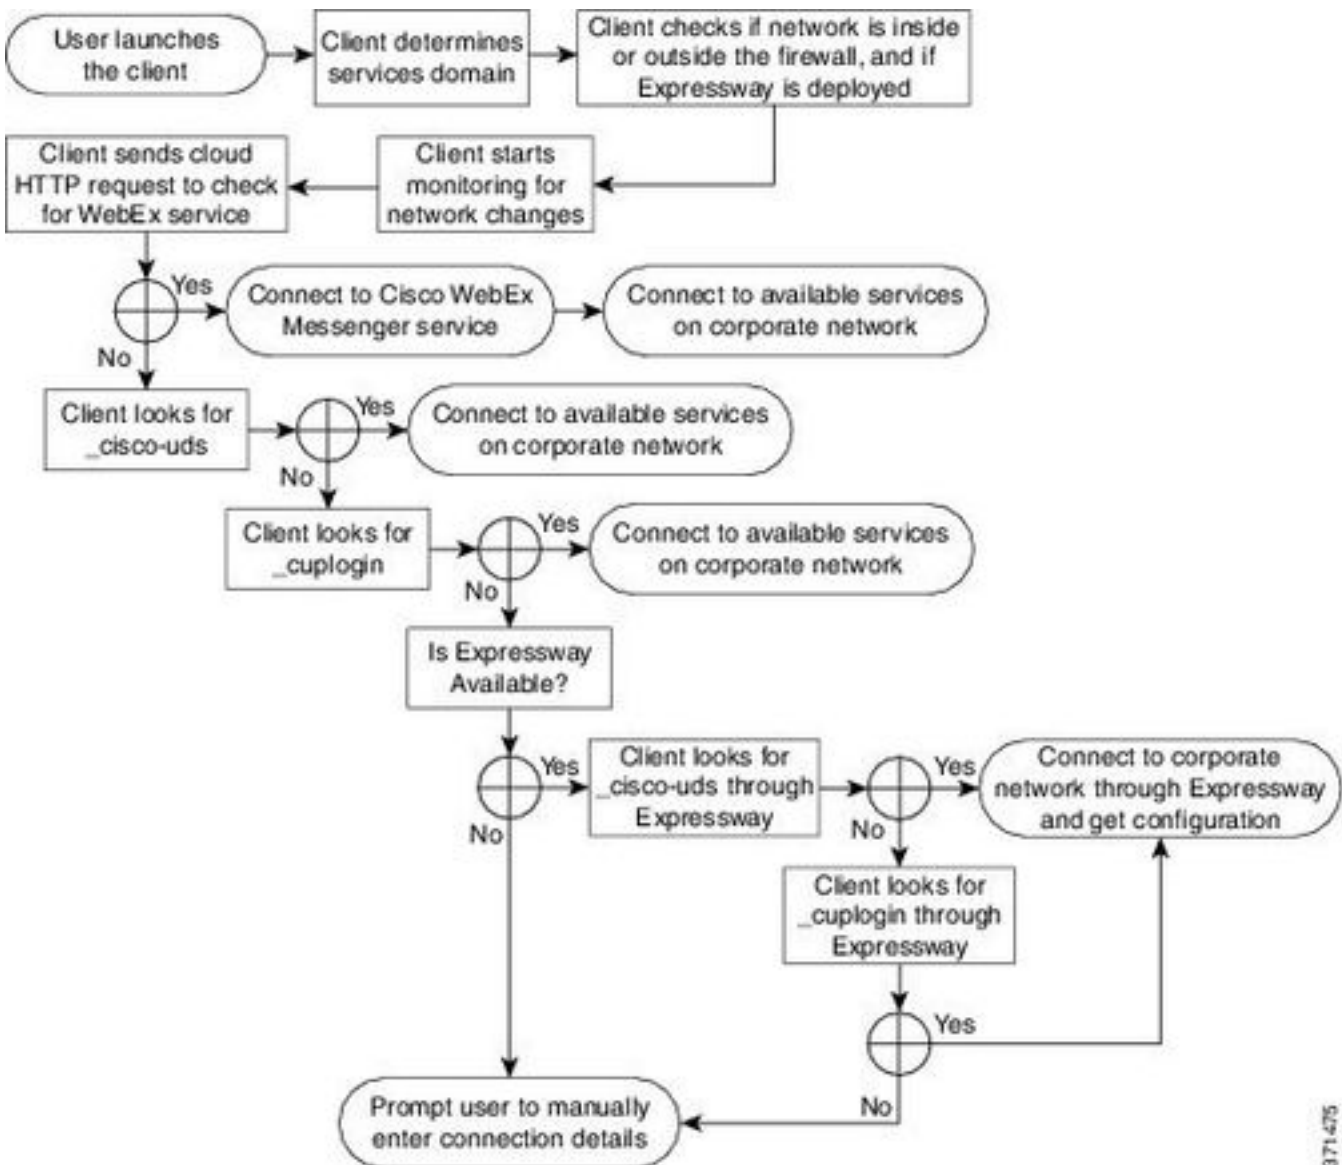 User launches
the client
Client determines
services domain
Client checks if network is inside
or outside the firewall, and if
Expressway is deployed
Client sends cloud
HTTP request to check
for WebEx service
Client starts
monitoring for
network changes
Yes
Connect to Cisco WebEx
Messenger service
Connect to available services
on corporate network
No
Client looks for
_cisco-uds
Yes
Connect to available services
on corporate network
No
Client looks for
_cuplogin
Yes
Connect to available services
on corporate network
No
Is Expressway
Available?
Yes
Client looks for
_cisco-uds through
Expressway
Yes
Connect to corporate
network through Expressway
and get configuration
No
No
Client looks for
_cuplogin through
Expressway
Yes
No
Prompt user to manually
enter connection details
371475